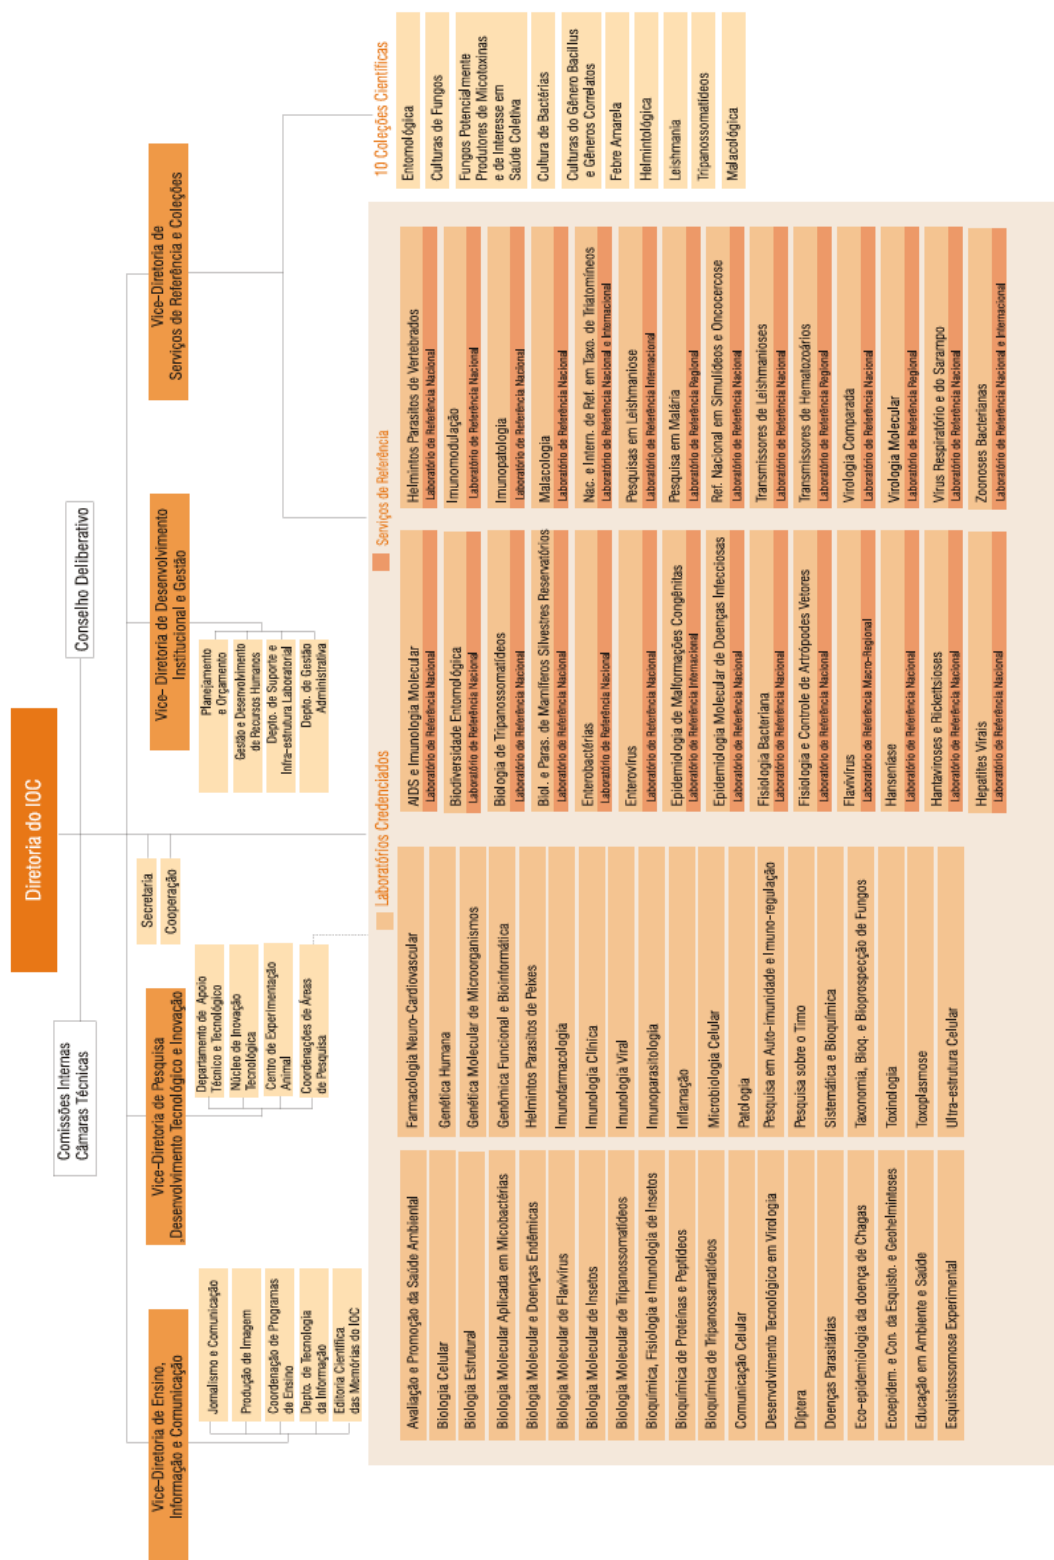 Diretoria do IOC
Comissões Internas
Câmaras Técnicas
Conselho Deliberativo
Secretaria
Cooperação
Vice-Diretoria de Ensino,
Informação e Comunicação
Jornalismo e Comunicação
Produção de Imagem
Coordenação de Programas
de Ensino
Depto. de Tecnologia
da Informação
Editoria Científica
das Memórias do IOC
Vice-Diretoria de Pesquisa
,Desenvolvimento Tecnológico e Inovação
Departamento de Apoio
Técnico e Tecnológico
Núcleo de Inovação
Tecnológica
Centro de Experimentação
Animal
Coordenações de Áreas
de Pesquisa
Vice- Diretoria de Desenvolvimento
Institucional e Gestão
Planejamento
e Orçamento
Gestão e Desenvolvimento
de Recursos Humanos
Depto. de Suporte e
Infra-estrutura Laboratorial
Depto. de Gestão
Administrativa
Vice-Diretoria de
Serviços de Referência e Coleções
Laboratórios Credenciados
Serviços de Referência
Avaliação e Promoção da Saúde Ambiental
Biologia Celular
Biologia Estrutural
Biologia Molecular Aplicada em Micobactérias
Biologia Molecular e Doenças Endêmicas
Biologia Molecular de Flavivírus
Biologia Molecular de Insetos
Biologia Molecular de Tripanossomatídeos
Bioquímica, Fisiologia e Imunologia de Insetos
Bioquímica de Proteínas e Peptídeos
Bioquímica de Tripanossamatídeos
Comunicação Celular
Desenvolvimento Tecnológico em Virologia
Díptera
Doenças Parasitárias
Eco-epidemiologia da doença de Chagas
Ecoepidem. e Con. da Esquisto. e Geohelmintoses
Educação em Ambiente e Saúde
Esquistossomose Experimental
Farmacologia Neuro-Cardiovascular
Genética Humana
Genética Molecular de Microorganismos
Genômica Funcional e Bioinformática
Helmintos Parasitos de Peixes
Imunofarmacologia
Imunologia Clínica
Imunologia Viral
Imunoparasitologia
Inflamação
Microbiologia Celular
Patologia
Pesquisa em Auto-imunidade e Imuno-regulação
Pesquisa sobre o Timo
Sistemática e Bioquímica
Taxonomia, Bioq. e Bioprospecção de Fungos
Toxinologia
Toxoplasmose
Ultra-estrutura Celular
AIDS e Imunologia Molecular
Laboratório de Referência Nacional
Biodiversidade Entomológica
Laboratório de Referência Nacional
Biologia de Tripanossomatídeos
Laboratório de Referência Nacional
Biol. e Paras. de Mamíferos Silvestres Reservatórios
Laboratório de Referência Nacional
Enterobactérias
Laboratório de Referência Nacional
Enterovírus
Laboratório de Referência Nacional
Epidemiologia de Malformações Congênitas
Laboratório de Referência Internacional
Epidemiologia Molecular de Doenças Infecciosas
Laboratório de Referência Nacional
Fisiologia Bacteriana
Laboratório de Referência Nacional
Fisiologia e Controle de Artrópodes Vetores
Laboratório de Referência Nacional
Flavivírus
Laboratório de Referência Macro-Regional
Hanseníase
Laboratório de Referência Nacional
Hantaviroses e Rickettsioses
Laboratório de Referência Nacional
Hepatites Virais
Laboratório de Referência Nacional
Helmintos Parasitos de Vertebrados
Laboratório de Referência Nacional
Imunomodulação
Laboratório de Referência Nacional
Imunopatologia
Laboratório de Referência Nacional
Malacologia
Laboratório de Referência Nacional
Nac. e Intern. de Ref. em Taxo. de Triatomíneos
Laboratório de Referência Nacional e Internacional
Pesquisas em Leishmaniose
Laboratório de Referência Internacional
Pesquisa em Malária
Laboratório de Referência Regional
Ref. Nacional em Simulídeos e Oncocercose
Laboratório de Referência Nacional
Transmissores de Leishmanioses
Laboratório de Referência Nacional
Transmissores de Hematozoários
Laboratório de Referência Regional
Virologia Comparada
Laboratório de Referência Nacional
Virologia Molecular
Laboratório de Referência Regional
Vírus Respiratório e do Sarampo
Laboratório de Referência Nacional
Zoonoses Bacterianas
Laboratório de Referência Nacional e Internacional
10 Coleções Científicas
Entomológica
Culturas de Fungos
Fungos Potencialmente
Produtores de Micotoxinas
e de Interesse em
Saúde Coletiva
Cultura de Bactérias
Culturas do Gênero Bacillus
e Gêneros Correlatos
Febre Amarela
Helmintológica
Leishmania
Tripanossomatídeos
Malacológica